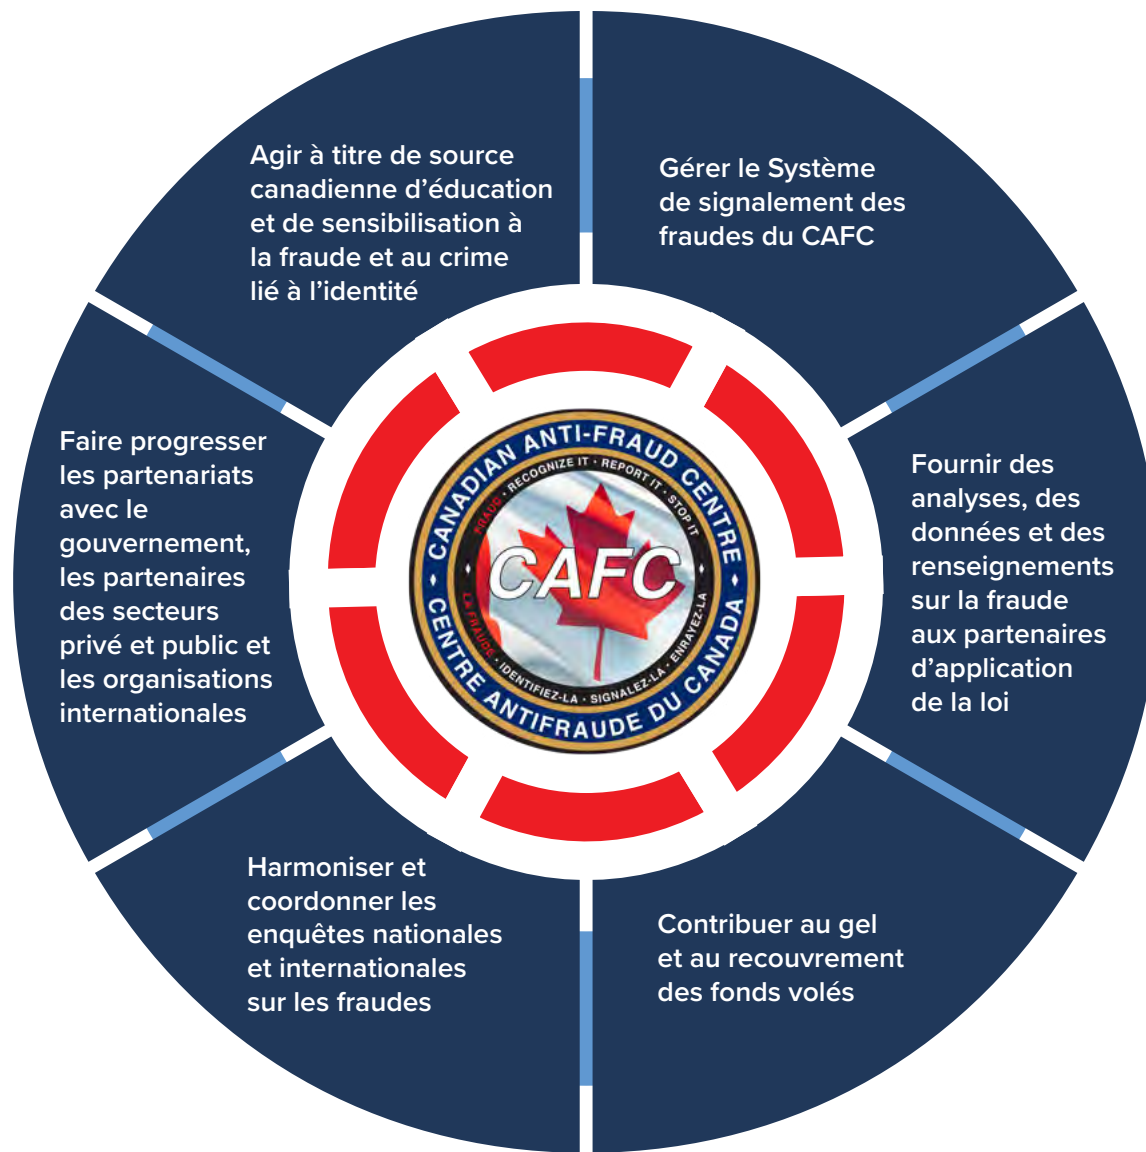 Agir à titre de source
canadienne d’éducation
et de sensibilisation à
la fraude et au crime
lié à l’identité
Gérer le Système
de signalement des
fraudes du CAFC
Faire progresser
les partenariats
avec le
gouvernement,
les partenaires
des secteurs
privé et public et
les organisations
internationales
Fournir des
analyses, des
données et des
renseignements
sur la fraude
aux partenaires
d’application
de la loi
Harmoniser et
coordonner les
enquêtes nationales
et internationales
sur les fraudes
Contribuer au gel
et au recouvrement
des fonds volés
CANADIAN ANTI-FRAUD CENTRE
FRAUD · RECOGNIZE IT · REPORT IT · STOP IT
CAFC
LA FRAUDE · IDENTIFIEZ-LA · SIGNALEZ-LA · ENRAYEZ-LA
CENTRE ANTIFRAUDE DU CANADA